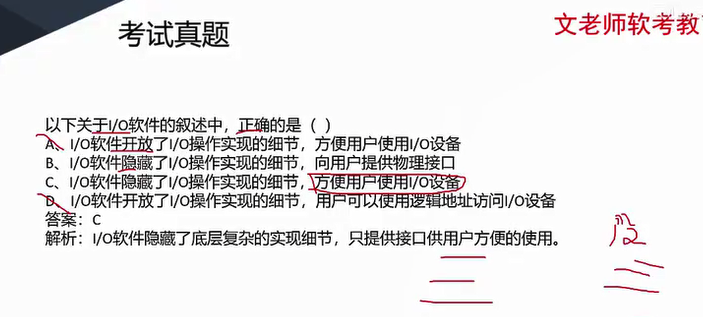 考试真题
文老师软考教
以下关于I/O软件的叙述中，正确的是（ ）
A、I/O软件开放了I/O操作实现的细节，方便用户使用I/O设备
B、I/O软件隐藏了I/O操作实现的细节，向用户提供物理接口
C、I/O软件隐藏了I/O操作实现的细节，方便用户使用I/O设备
D、I/O软件开放了I/O操作实现的细节，用户可以使用逻辑地址访问I/O设备
答案：C
解析：I/O软件隐藏了底层复杂的实现细节，只提供接口供用户方便的使用。